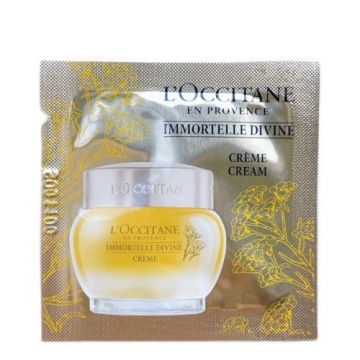 L'OCCITANE
EN PROVENCE
IMMORTELLE DIVINE
CRÈME
CREAM
L'OCCITANE
L'OCCITANE
EN PROVENCE
IMMORTELLE DIVINE
CRÈME